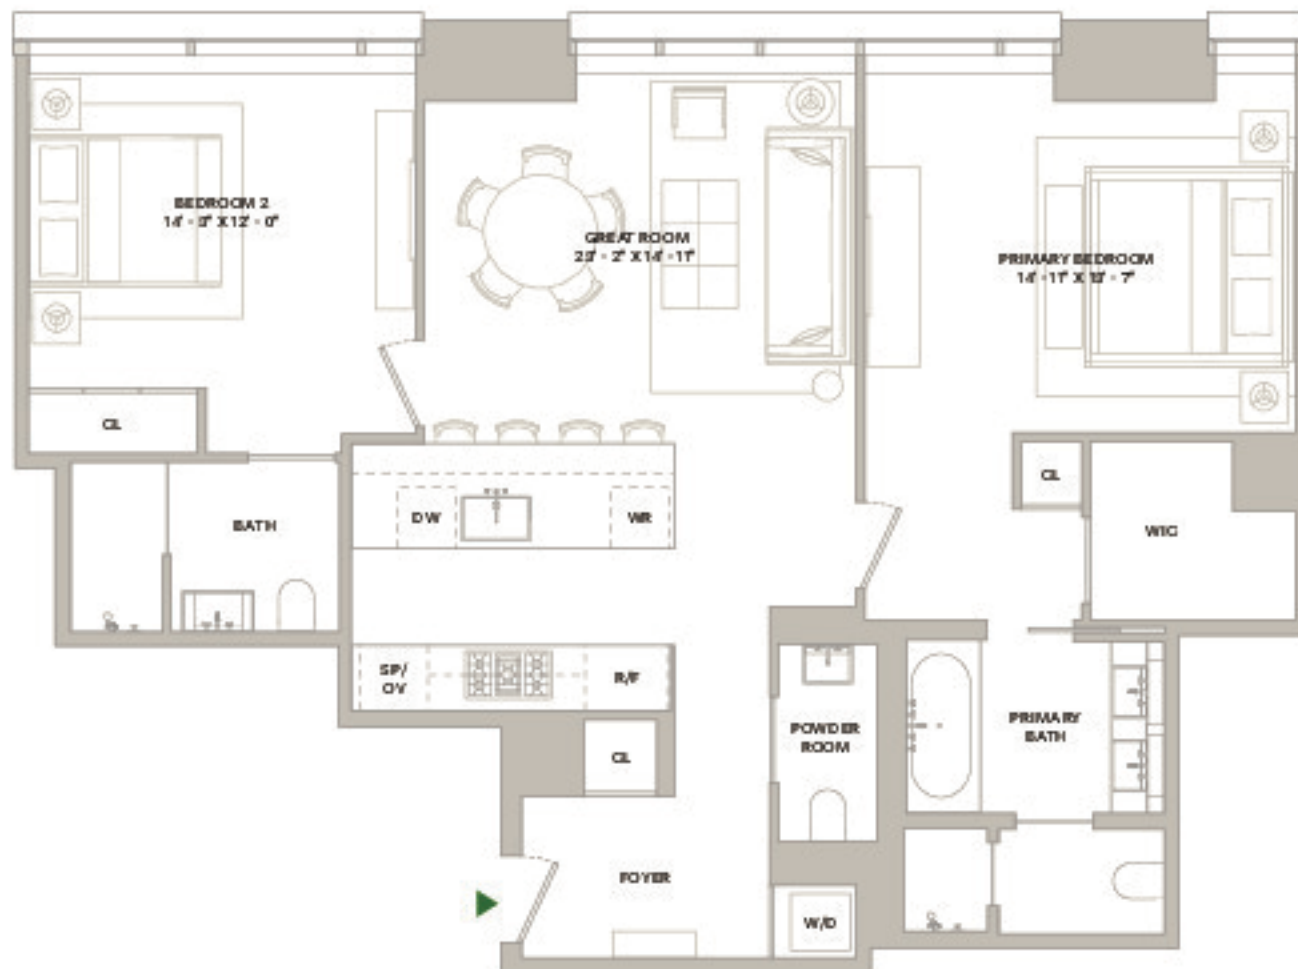 BEDROOM 2
14' - 3" X 12' - 0"
GREAT ROOM
23' - 2" X 14' - 11"
PRIMARY BEDROOM
14' - 11" X 13' - 7"
CL
CL
WIC
BATH
DW
WR
SP/
OV
R/F
POWDER
ROOM
PRIMARY
BATH
CL
FOYER
W/D